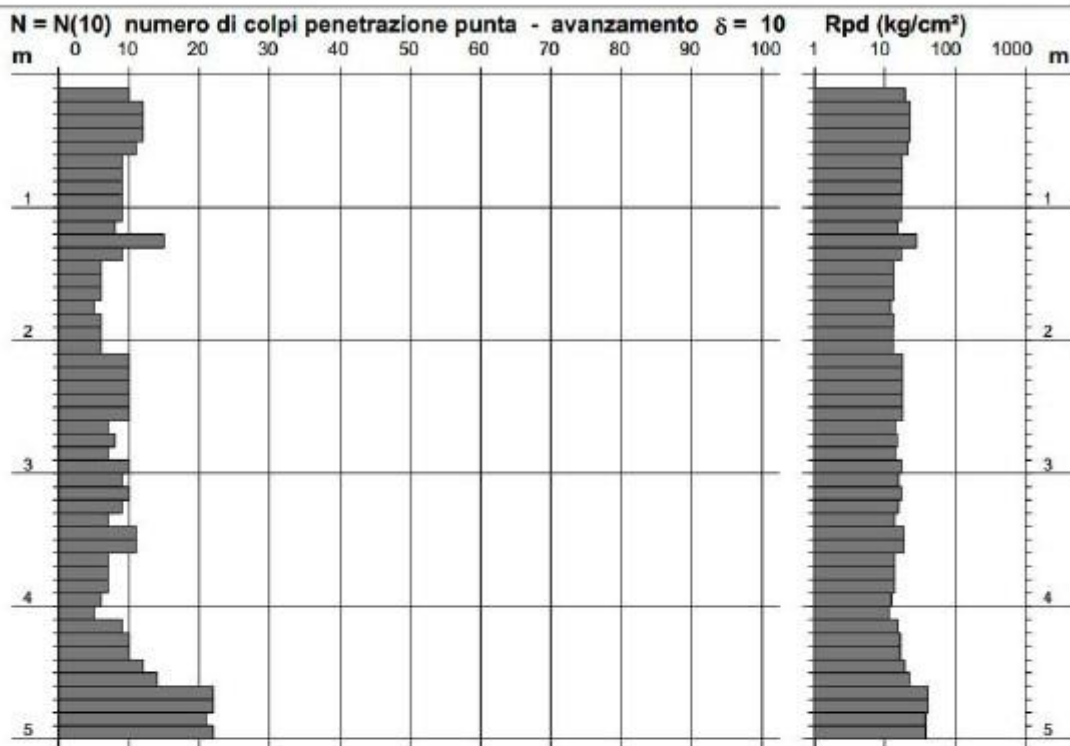 N = N(10) numero di colpi penetrazione punta - avanzamento δ = 10 Rpd (kg/cm²)
m 0 10 20 30 40 50 60 70 80 90 100 1 10 100 1000 m
1 1
2 2
3 3
4 4
5 5